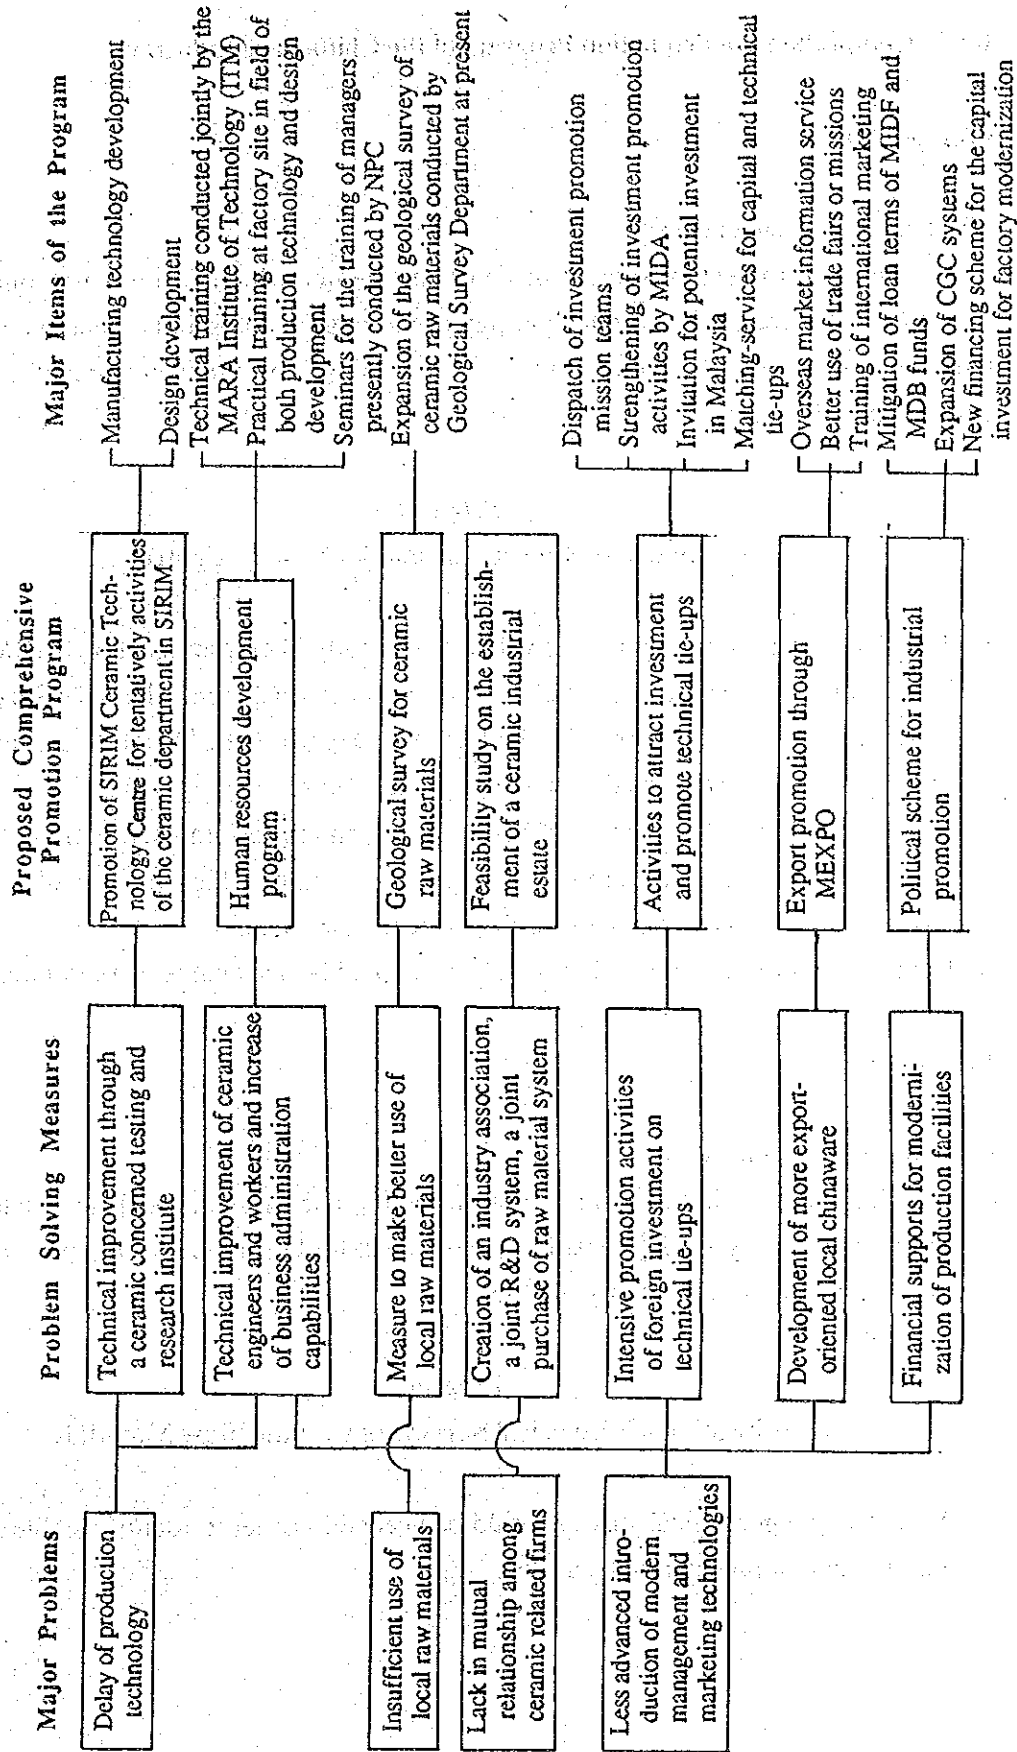 Major Problems
Delay of production
technology
Insufficient use of
local raw materials
Lack in mutual
relationship among
ceramic related firms
Less advanced intro-
duction of modern
management and
marketing technologies
Problem Solving Measures
Technical improvement through
a ceramic concerned testing and
research institute
Technical improvement of ceramic
engineers and workers and increase
of business administration
capabilities
Measure to make better use of
local raw materials
Creation of an industry association,
a joint R&D system, a joint
purchase of raw material system
Intensive promotion activities
of foreign investment on
technical tie-ups
Development of more export-
oriented local chinaware
Financial supports for moderni-
zation of production facilities
Proposed Comprehensive
Promotion Program
Promotion of SIRIM Ceramic Tech-
nology Centre for tentatively activities
of the ceramic department in SIRIM
Human resources development
program
Geological survey for ceramic
raw materials
Feasibility study on the establish-
ment of a ceramic industrial
estate
Activities to attract investment
and promote technical tie-ups
Export promotion through
MEXPO
Political scheme for industrial
promotion
Major Items of the Program
Manufacturing technology development
Design development
Technical training conducted jointly by the
MARA Institute of Technology (ITM)
Practical training at factory site in field of
both production technology and design
development
Seminars for the training of managers
presently conducted by NPC
Expansion of the geological survey of
ceramic raw materials conducted by
Geological Survey Department at present
Dispatch of investment promotion
mission teams
Strengthening of investment promotion
activities by MIDA
Invitation for potential investment
in Malaysia
Matching-services for capital and technical
tie-ups
Overseas market information service
Better use of trade fairs or missions
Training of international marketing
Mitigation of loan terms of MIDF and
MDB funds
Expansion of CGC systems
New financing scheme for the capital
investment for factory modernization